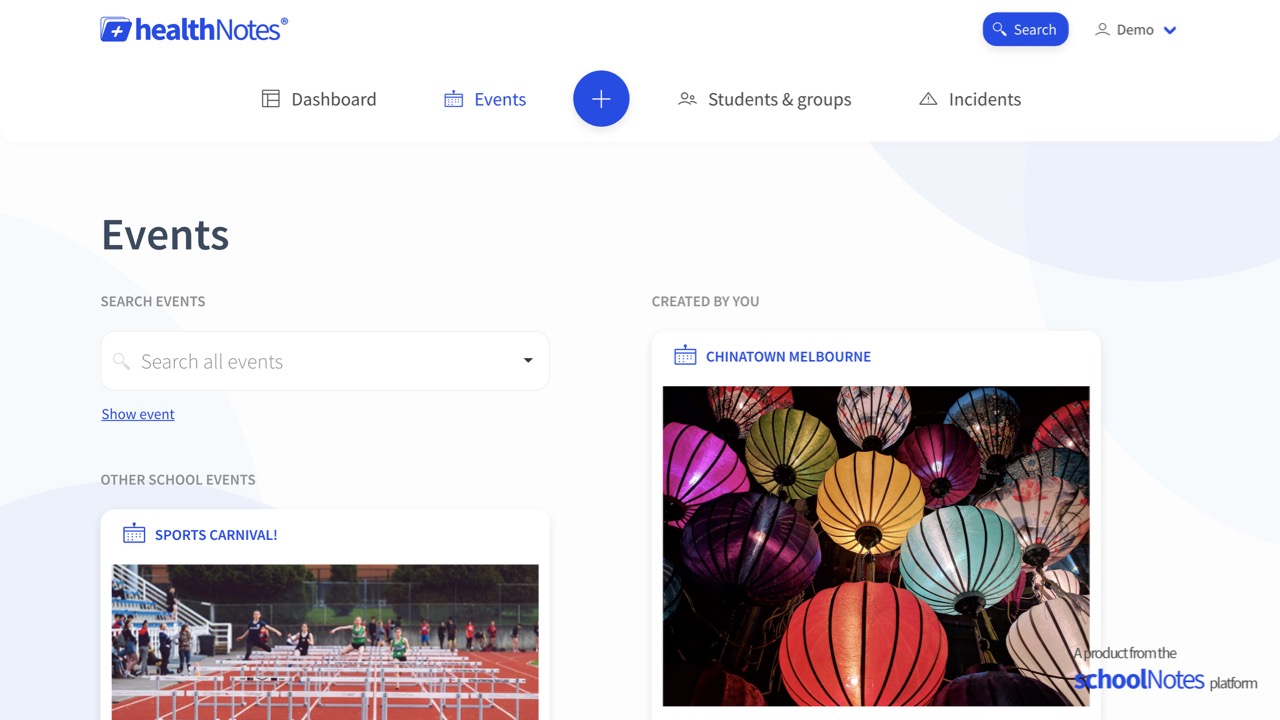 healthNotes®
Search
Demo
Dashboard
Events
Students & groups
Incidents
Events
SEARCH EVENTS
Search all events
Show event
OTHER SCHOOL EVENTS
SPORTS CARNIVAL!
CREATED BY YOU
CHINATOWN MELBOURNE
A product from the
schoolNotes platform